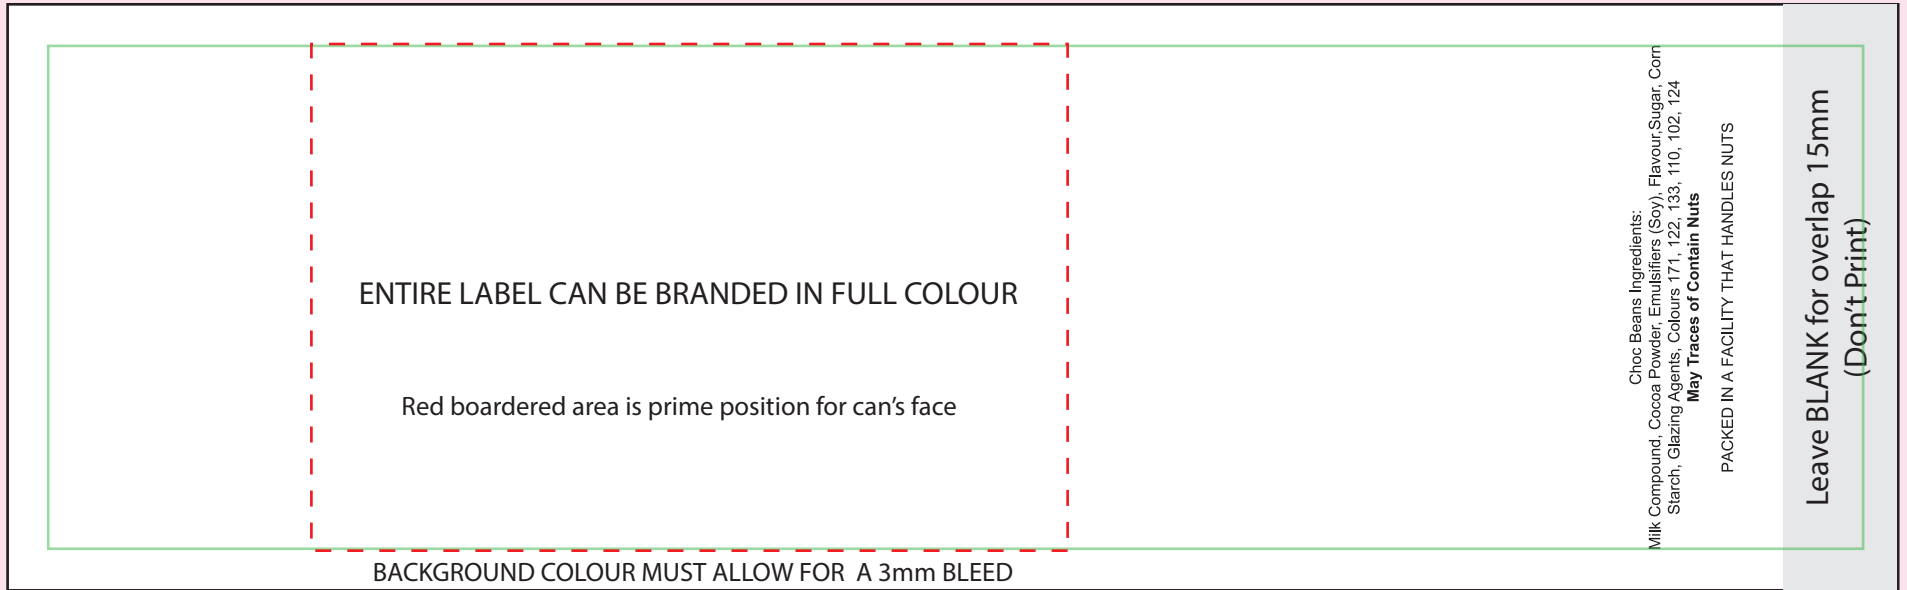 ENTIRE LABEL CAN BE BRANDED IN FULL COLOUR
Red boardered area is prime position for can's face
BACKGROUND COLOUR MUST ALLOW FOR A 3mm BLEED
Choc Beans Ingredients:
Milk Compound, Cocoa Powder, Emulsifiers (Soy), Flavour,Sugar, Corn
Starch, Glazing Agents, Colours 171, 122, 133, 110, 102, 124
May Traces of Contain Nuts
PACKED IN A FACILITY THAT HANDLES NUTS
Leave BLANK for overlap 15mm
(Don't Print)